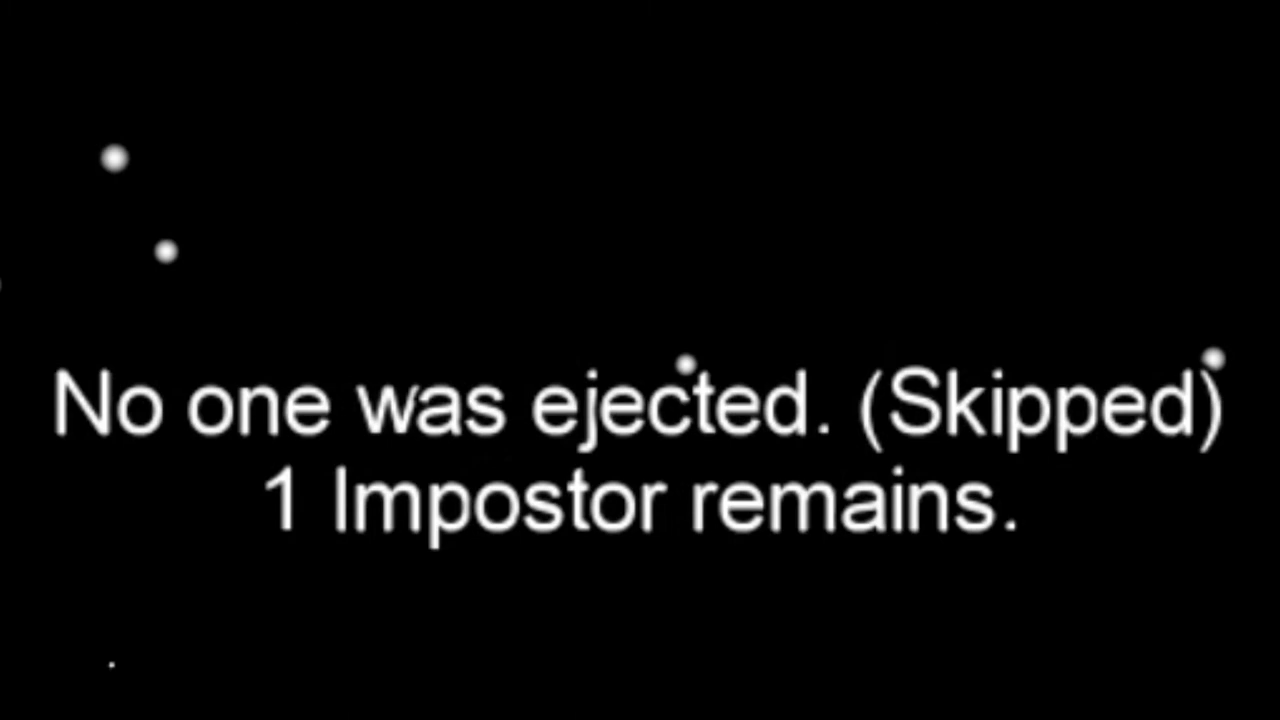 No one was ejected. (Skipped)
1 Impostor remains.